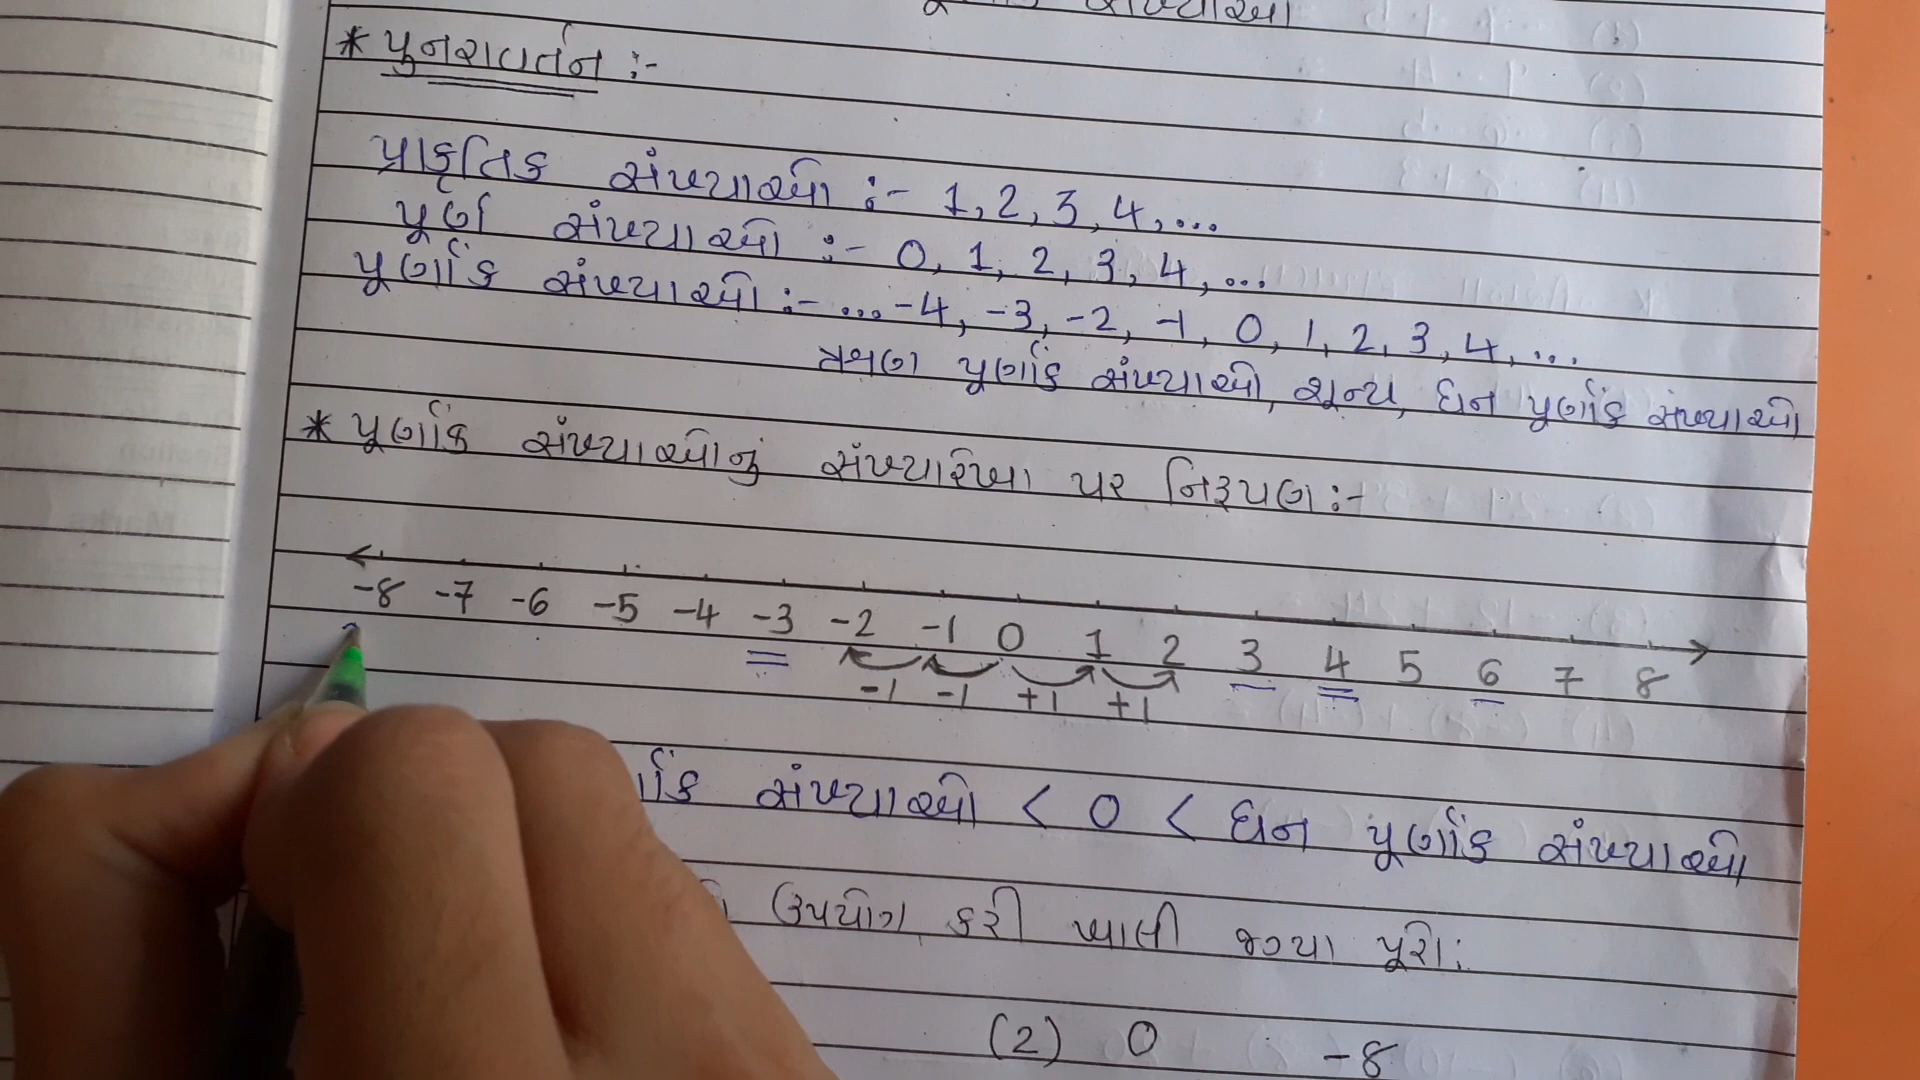 * પુનરાવર્તન :-
પ્રાકૃતિક સંખ્યાઓ :- 1, 2, 3, 4, ...
પૂર્ણ સંખ્યાઓ :- 0, 1, 2, 3, 4, ...
પૂર્ણાંક સંખ્યાઓ :- ... -4, -3, -2, -1, 0, 1, 2, 3, 4, ...
ઋણ પૂર્ણાંક સંખ્યાઓ, શૂન્ય, ધન પૂર્ણાંક સંખ્યાઓ
* પૂર્ણાંક સંખ્યાઓનું સંખ્યારેખા પર નિરૂપણ :-
-8 -7 -6 -5 -4 -3 -2 -1 0 1 2 3 4 5 6 7 8
-1 -1 +1 +1
સંખ્યાઓ < 0 < ધન પૂર્ણાંક સંખ્યાઓ
ઉપયોગ કરી ખાલી જગ્યા પૂરો:
(2) 0 -8